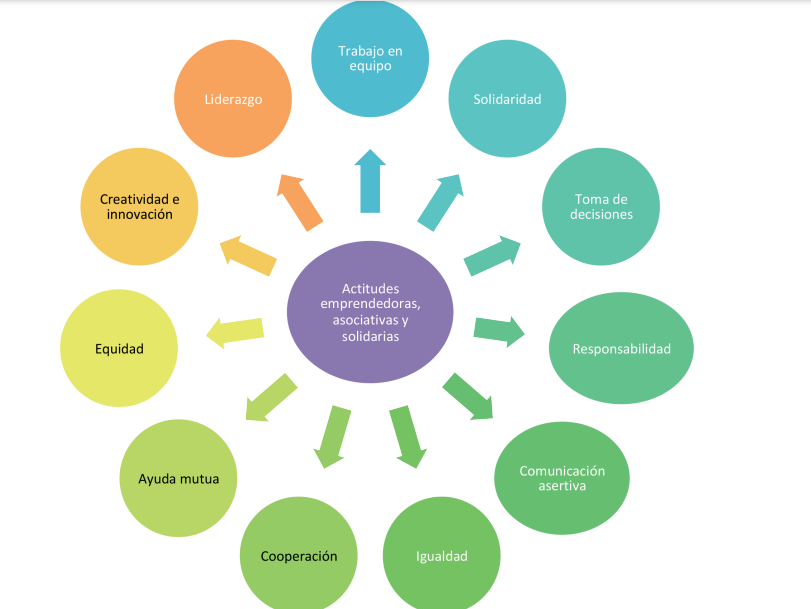 Trabajo en
equipo
Solidaridad
Toma de
decisiones
Responsabilidad
Comunicación
asertiva
Igualdad
Cooperación
Ayuda mutua
Equidad
Creatividad e
innovación
Liderazgo
Actitudes
emprendedoras,
asociativas y
solidarias